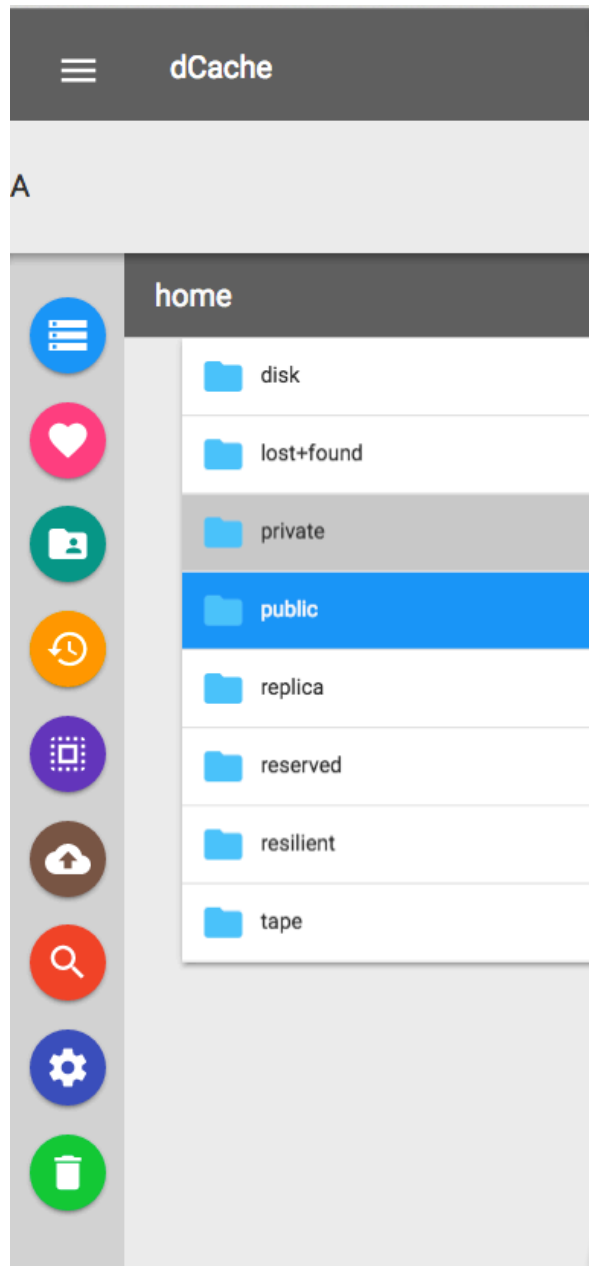 dCache
A
home
disk
lost+found
private
public
replica
reserved
resilient
tape